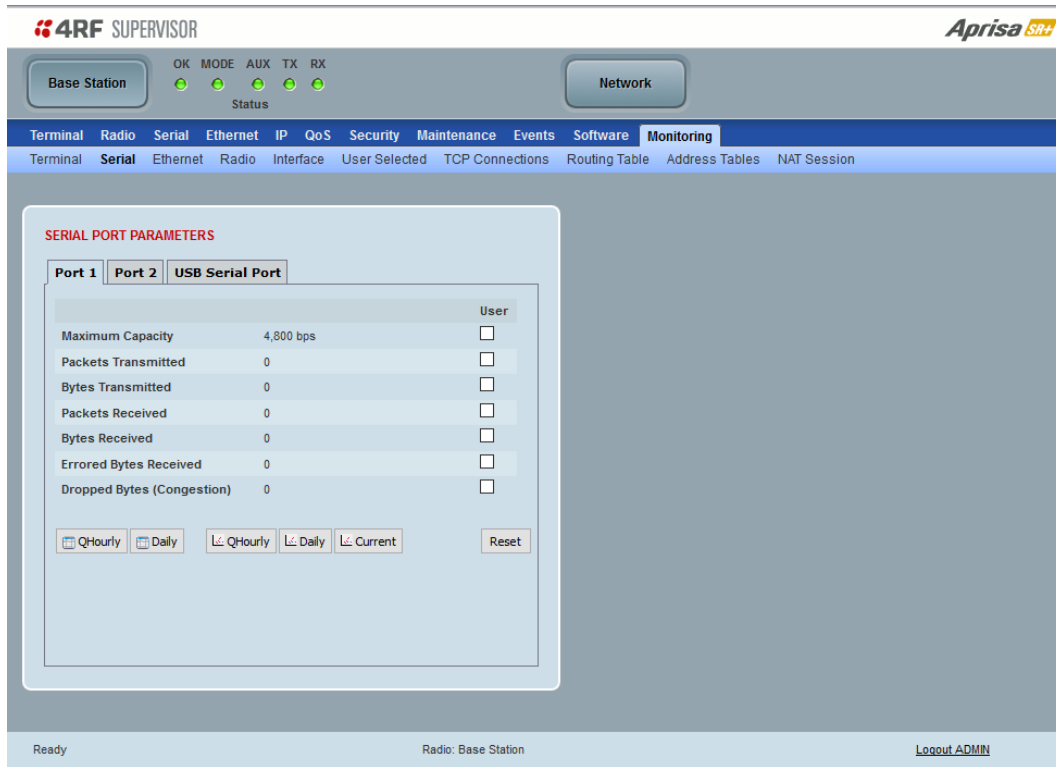 4RF SUPERVISOR
Aprisa SR+
OK MODE AUX TX RX
Base Station
Network
Status
Terminal Radio Serial Ethernet IP QoS Security Maintenance Events Software Monitoring
Terminal Serial Ethernet Radio Interface User Selected TCP Connections Routing Table Address Tables NAT Session
SERIAL PORT PARAMETERS
Port 1 Port 2 USB Serial Port
User
Maximum Capacity 4,800 bps
Packets Transmitted 0
Bytes Transmitted 0
Packets Received 0
Bytes Received 0
Errored Bytes Received 0
Dropped Bytes (Congestion) 0
QHourly Daily QHourly Daily Current Reset
Ready Radio: Base Station Logout ADMIN